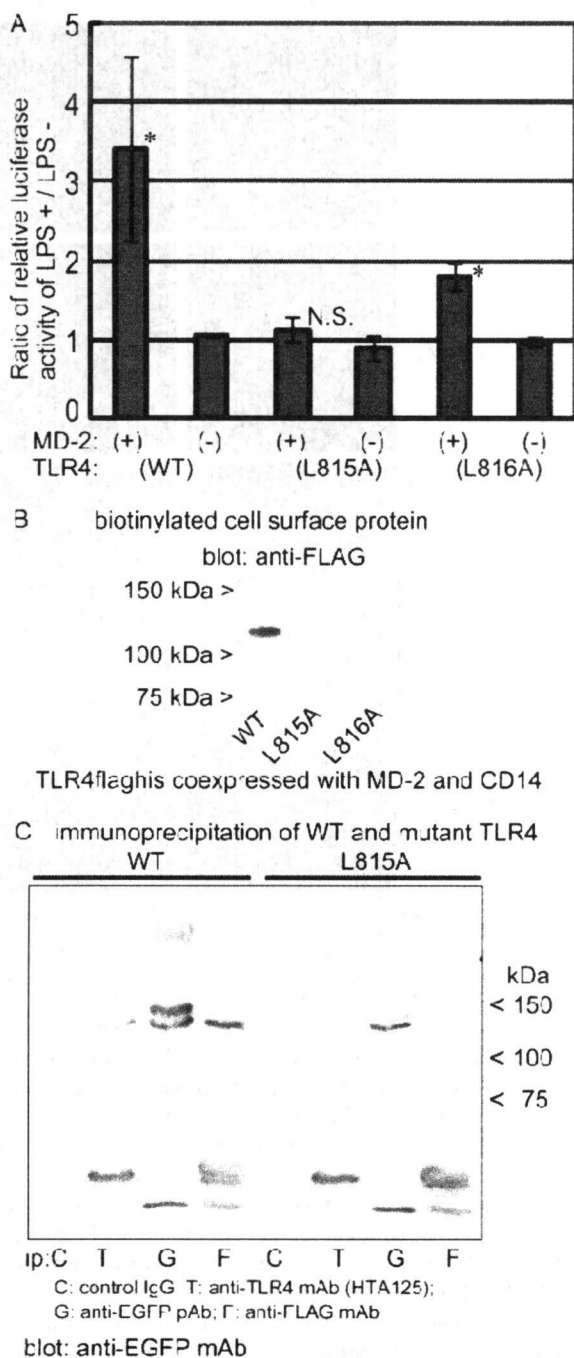 A
5
4
3
2
1
0
Ratio of relative luciferase
activity of LPS + / LPS -
*
N.S.
*
MD-2: (+) (-) (+) (-) (+) (-)
TLR4: (WT) (L815A) (L816A)
B biotinylated cell surface protein
blot: anti-FLAG
150 kDa >
100 kDa >
75 kDa >
WT L815A L816A
TLR4flaghis coexpressed with MD-2 and CD14
C immunoprecipitation of WT and mutant TLR4
WT L815A
kDa
< 150
< 100
< 75
ip:C T G F C T G F
C: control IgG T: anti-TLR4 mAb (HTA125);
G: anti-EGFP pAb; F: anti-FLAG mAb
blot: anti-EGFP mAb